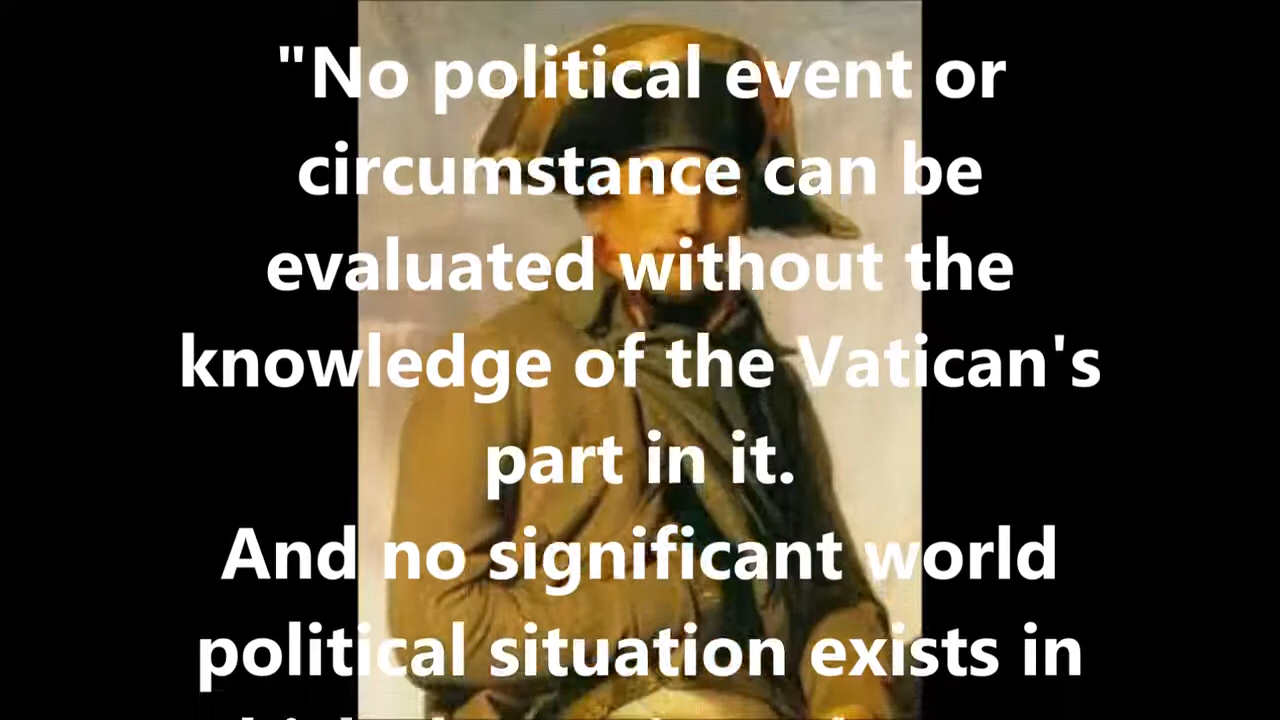 "No political event or
circumstance can be
evaluated without the
knowledge of the Vatican's
part in it.
And no significant world
political situation exists in